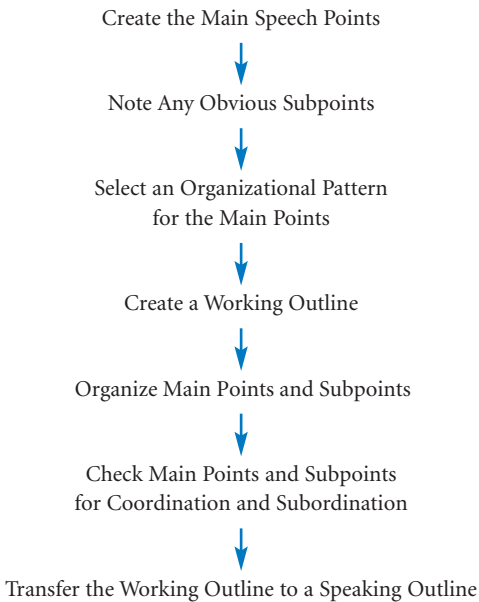 Create the Main Speech Points
Note Any Obvious Subpoints
Select an Organizational Pattern
for the Main Points
Create a Working Outline
Organize Main Points and Subpoints
Check Main Points and Subpoints
for Coordination and Subordination
Transfer the Working Outline to a Speaking Outline